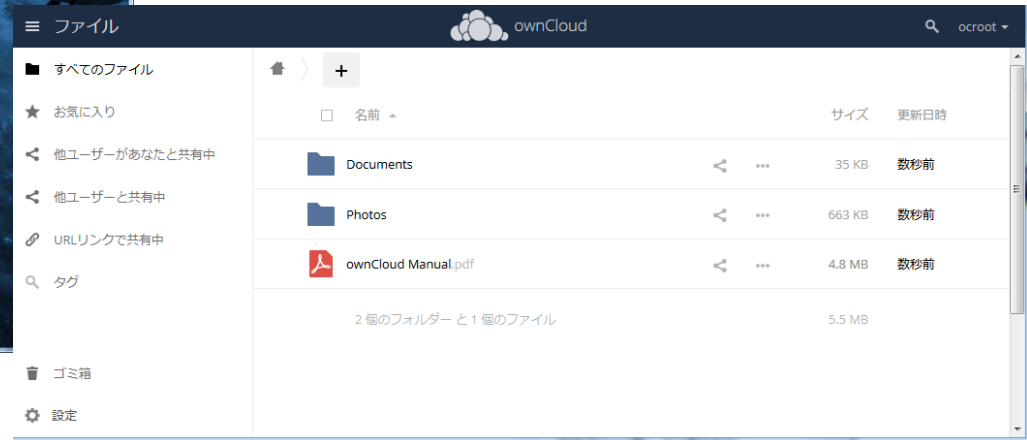 ファイル
ownCloud
ocroot
すべてのファイル
お気に入り
他ユーザーがあなたと共有中
他ユーザーと共有中
URLリンクで共有中
タグ
ゴミ箱
設定
+
名前 サイズ 更新日時
Documents 35 KB 数秒前
Photos 663 KB 数秒前
ownCloud Manual.pdf 4.8 MB 数秒前
2 個のフォルダー と 1 個のファイル 5.5 MB